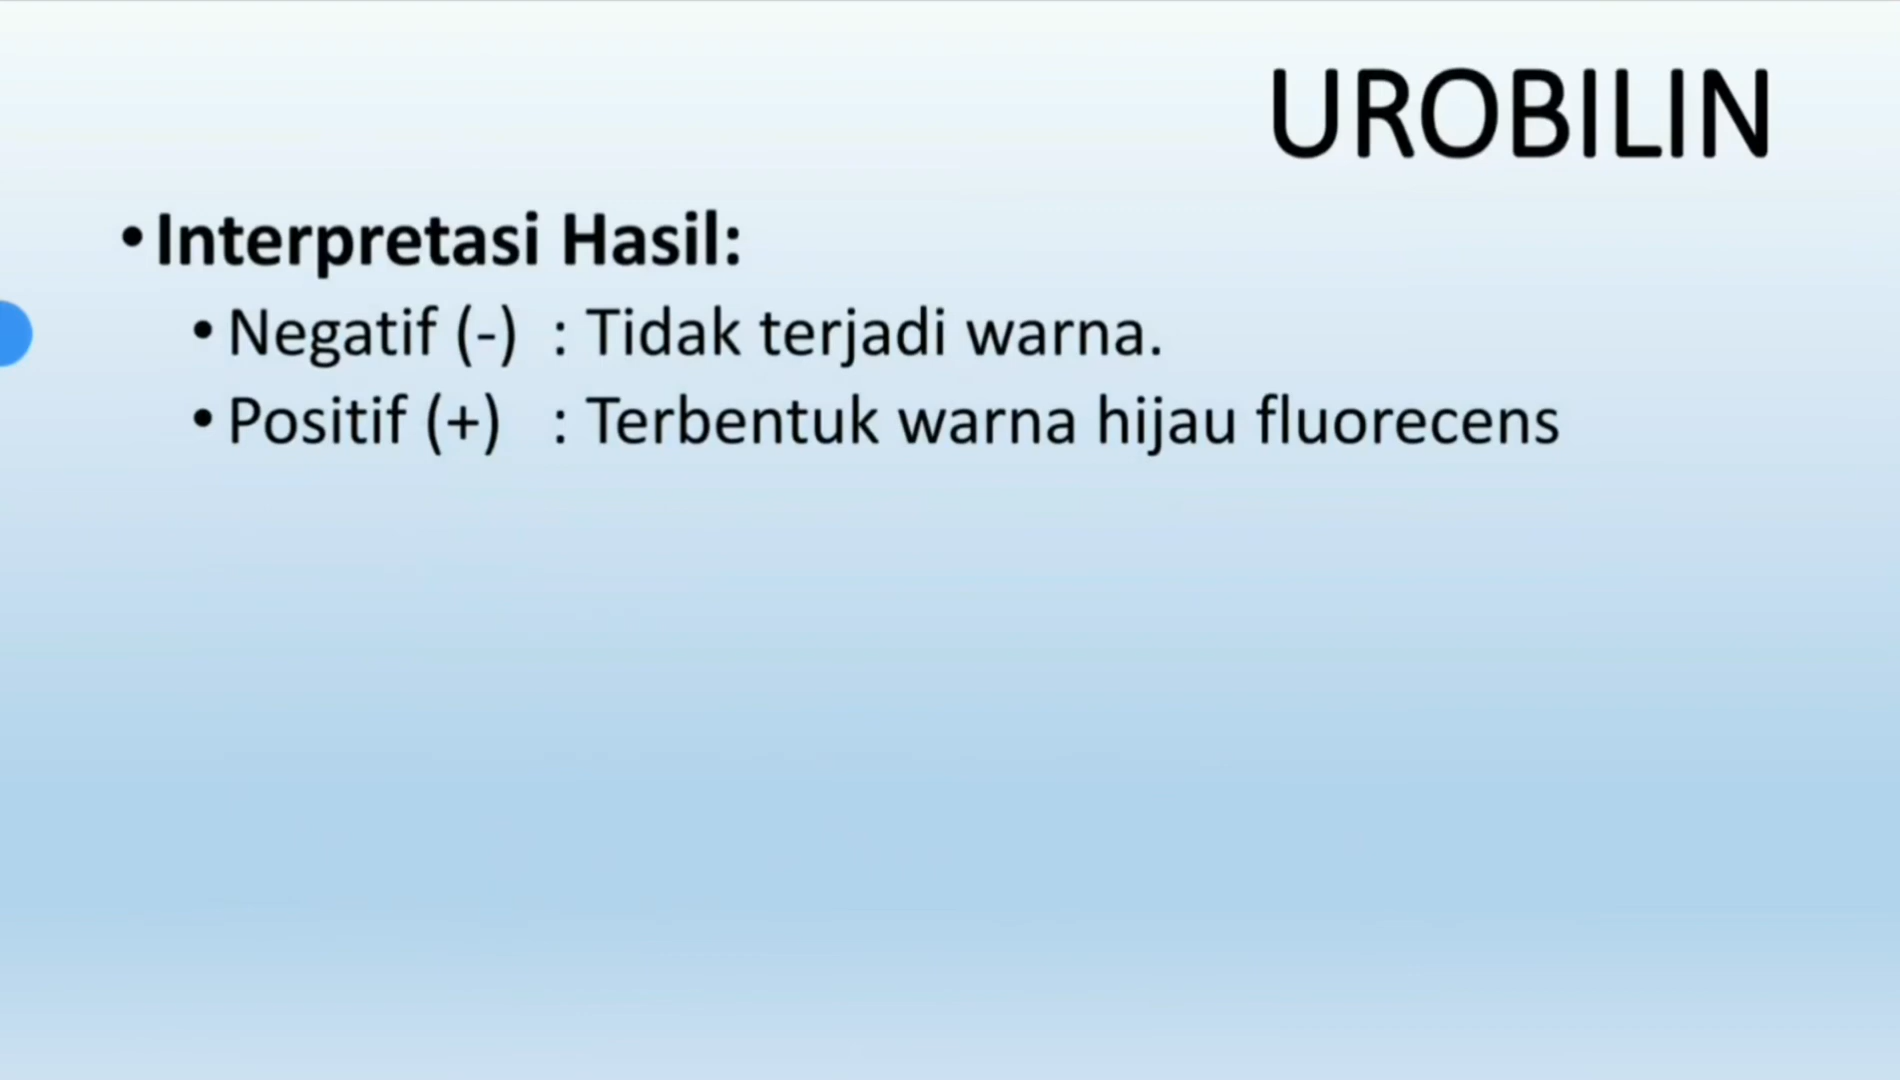 UROBILIN
•Interpretasi Hasil:
•Negatif (-) : Tidak terjadi warna.
•Positif (+) : Terbentuk warna hijau fluorecens